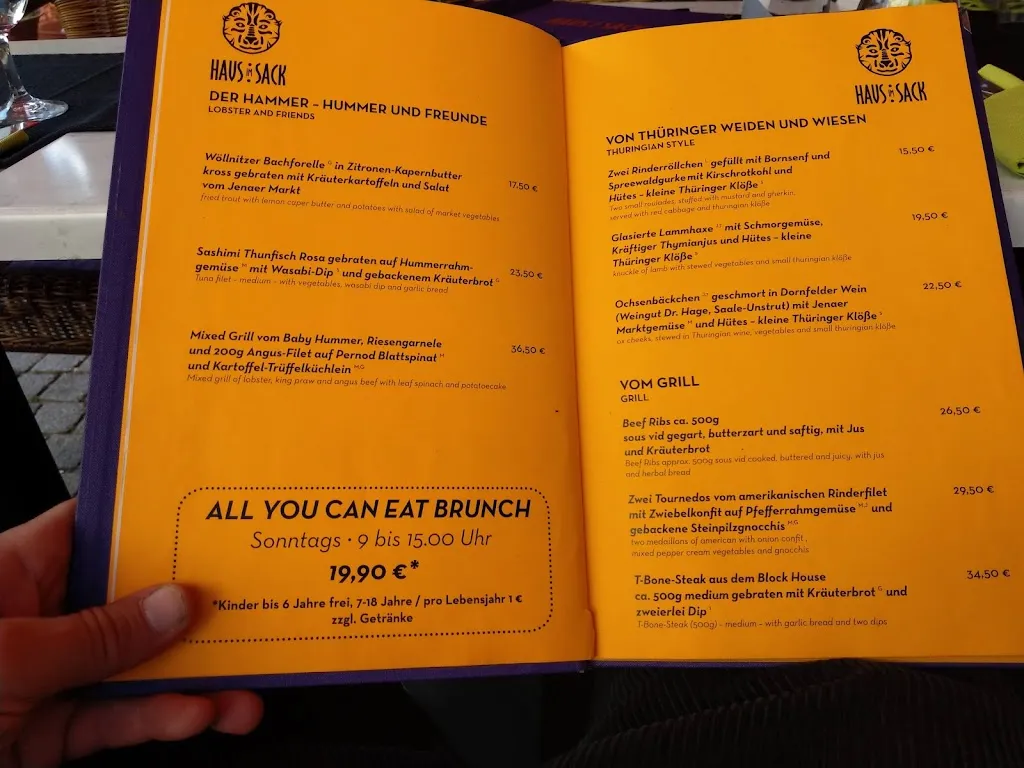 HAUS IM SACK
DER HAMMER – HUMMER UND FREUNDE
LOBSTER AND FRIENDS
Wöllnitzer Bachforelle G in Zitronen-Kapernbutter
kross gebraten mit Kräuterkartoffeln und Salat
vom Jenaer Markt
17,50 €
fried trout with lemon caper butter and potatoes with salad of market vegetables
Sashimi Thunfisch Rosa gebraten auf Hummerrahm-
gemüse M mit Wasabi-Dip und gebackenem Kräuterbrot G
23,50 €
Tuna filet – medium – with vegetables, wasabi dip and garlic bread
Mixed Grill vom Baby Hummer, Riesengarnele
und 200g Angus-Filet auf Pernod Blattspinat M
und Kartoffel-Trüffelküchlein M,G
36,50 €
Mixed grill of lobster, king praw and angus beef with leaf spinach and potatoecake
ALL YOU CAN EAT BRUNCH
Sonntags · 9 bis 15.00 Uhr
19,90 €*
*Kinder bis 6 Jahre frei, 7-18 Jahre / pro Lebensjahr 1 €
zzgl. Getränke
HAUS IM SACK
VON THÜRINGER WEIDEN UND WIESEN
THURINGIAN STYLE
Zwei Rinderröllchen gefüllt mit Bornsenf und
Spreewaldgurke mit Kirschrotkohl und
Hütes – kleine Thüringer Klöße
15,50 €
Two small roulades, stuffed with mustard and gherkin,
served with red cabbage and thuringian klöße
Glasierte Lammhaxe mit Schmorgemüse,
Kräftiger Thymianjus und Hütes – kleine
Thüringer Klöße
19,50 €
knuckle of lamb with stewed vegetables and small thuringian klöße
Ochsenbäckchen geschmort in Dornfelder Wein
(Weingut Dr. Hage, Saale-Unstrut) mit Jenaer
Marktgemüse M und Hütes – kleine Thüringer Klöße
22,50 €
ox cheeks, stewed in Thuringian wine, vegetables and small thuringian klöße
VOM GRILL
GRILL
Beef Ribs ca. 500g
sous vid gegart, butterzart und saftig, mit Jus
und Kräuterbrot
26,50 €
Beef Ribs approx. 500g sous vid cooked, buttered and juicy, with jus
and herbal bread
Zwei Tournedos vom amerikanischen Rinderfilet
mit Zwiebelkonfit auf Pfefferrahmgemüse und
gebackene Steinpilzgnocchis M,G
29,50 €
two medaillons of american with onion confit ,
mixed pepper cream vegetables and gnocchis
T-Bone-Steak aus dem Block House
ca. 500g medium gebraten mit Kräuterbrot G und
zweierlei Dip
34,50 €
T-Bone-Steak (500g) – medium – with garlic bread and two dips